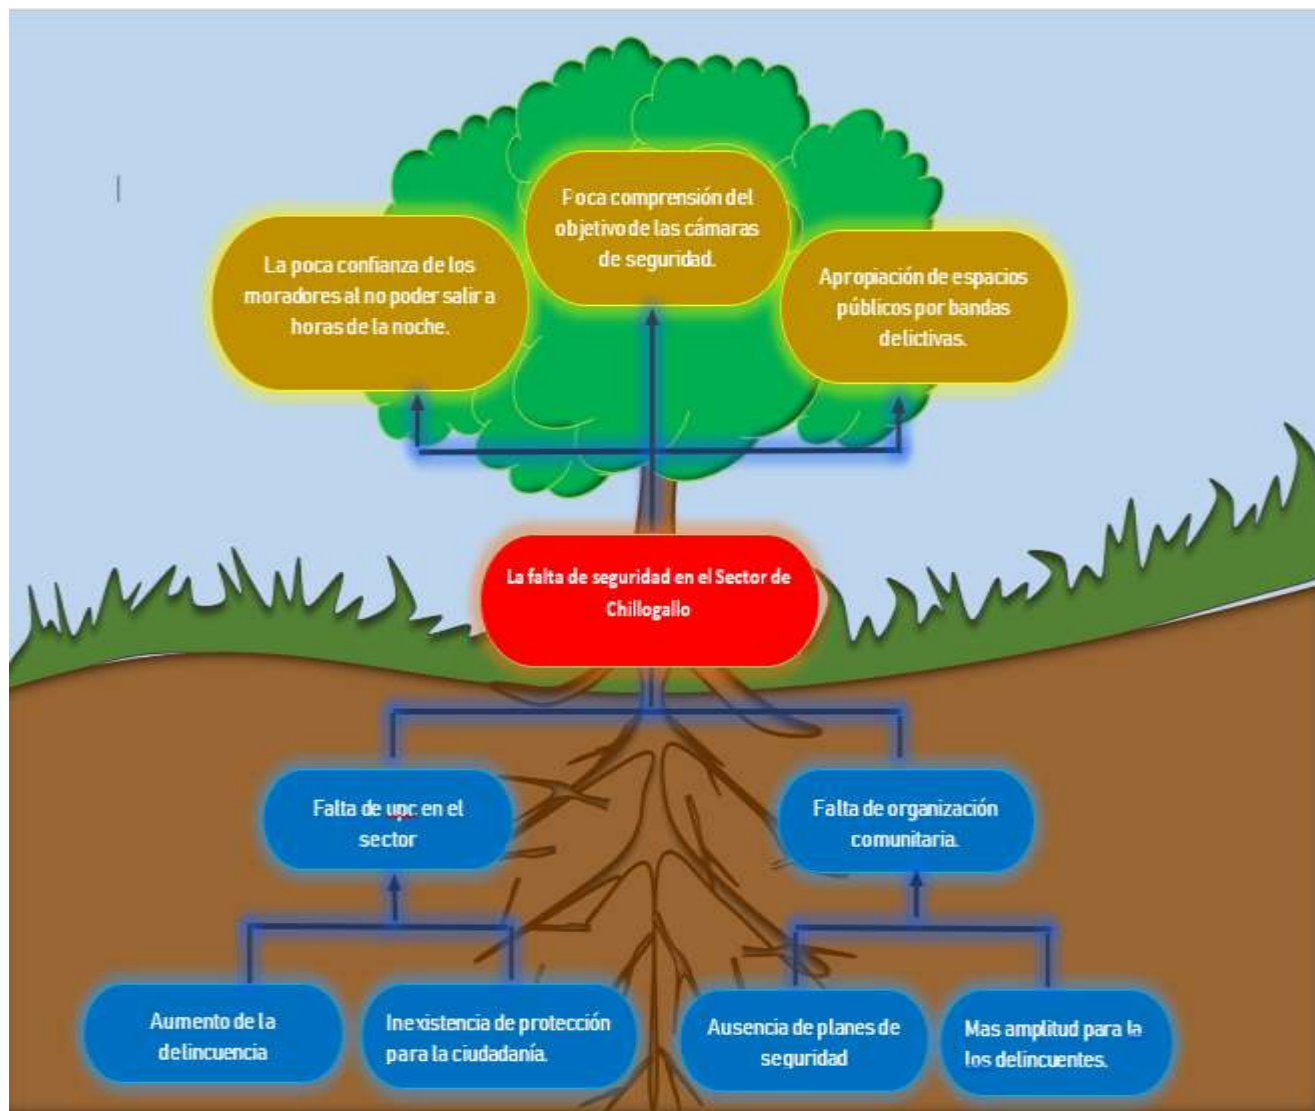 Poca comprensión del
objetivo de las cámaras
de seguridad.
La poca confianza de los
moradores al no poder salir a
horas de la noche.
Apropiación de espacios
públicos por bandas
delictivas.
La falta de seguridad en el Sector de
Chillogallo
Falta de upc en el
sector
Falta de organización
comunitaria.
Aumento de la
delincuencia
Inexistencia de protección
para la ciudadanía.
Ausencia de planes de
seguridad
Mas amplitud para la
los delincuentes.